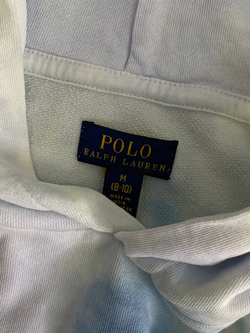 POLO
RALPH LAUREN
M
(8-10)
MADE IN